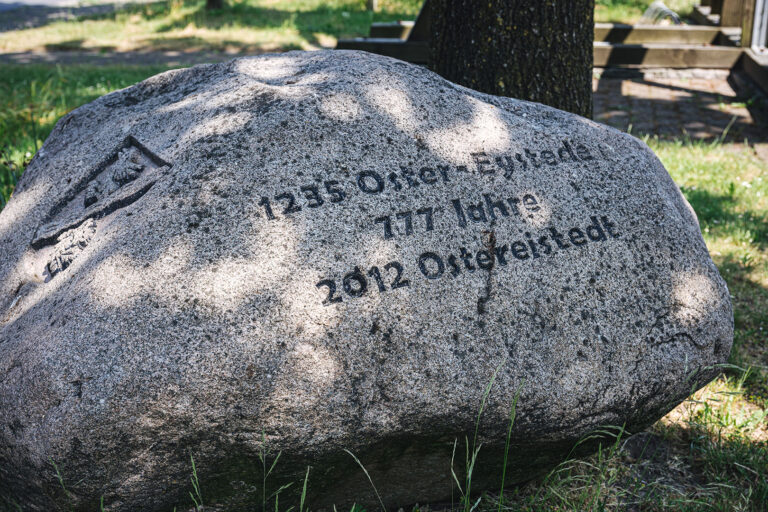 1235 Oster-Eystede
777 Jahre
2012 Ostereistedt